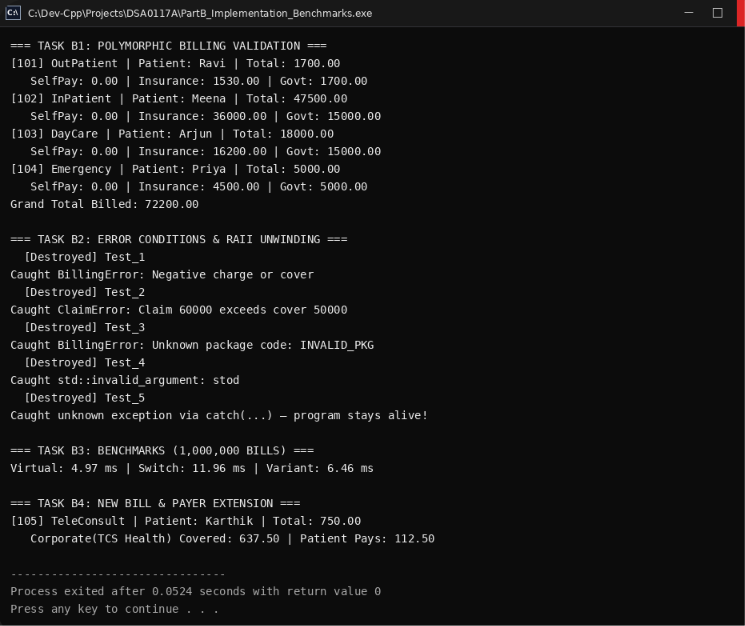 C:\Dev-Cpp\Projects\DSA0117A\PartB_Implementation_Benchmarks.exe
=== TASK B1: POLYMORPHIC BILLING VALIDATION ===
[101] OutPatient | Patient: Ravi | Total: 1700.00
   SelfPay: 0.00 | Insurance: 1530.00 | Govt: 1700.00
[102] InPatient | Patient: Meena | Total: 47500.00
   SelfPay: 0.00 | Insurance: 36000.00 | Govt: 15000.00
[103] DayCare | Patient: Arjun | Total: 18000.00
   SelfPay: 0.00 | Insurance: 16200.00 | Govt: 15000.00
[104] Emergency | Patient: Priya | Total: 5000.00
   SelfPay: 0.00 | Insurance: 4500.00 | Govt: 5000.00
Grand Total Billed: 72200.00
=== TASK B2: ERROR CONDITIONS & RAII UNWINDING ===
  [Destroyed] Test_1
Caught BillingError: Negative charge or cover
  [Destroyed] Test_2
Caught ClaimError: Claim 60000 exceeds cover 50000
  [Destroyed] Test_3
Caught BillingError: Unknown package code: INVALID_PKG
  [Destroyed] Test_4
Caught std::invalid_argument: stod
  [Destroyed] Test_5
Caught unknown exception via catch(...) — program stays alive!
=== TASK B3: BENCHMARKS (1,000,000 BILLS) ===
Virtual: 4.97 ms | Switch: 11.96 ms | Variant: 6.46 ms
=== TASK B4: NEW BILL & PAYER EXTENSION ===
[105] TeleConsult | Patient: Karthik | Total: 750.00
   Corporate(TCS Health) Covered: 637.50 | Patient Pays: 112.50
--------------------------------
Process exited after 0.0524 seconds with return value 0
Press any key to continue . . .